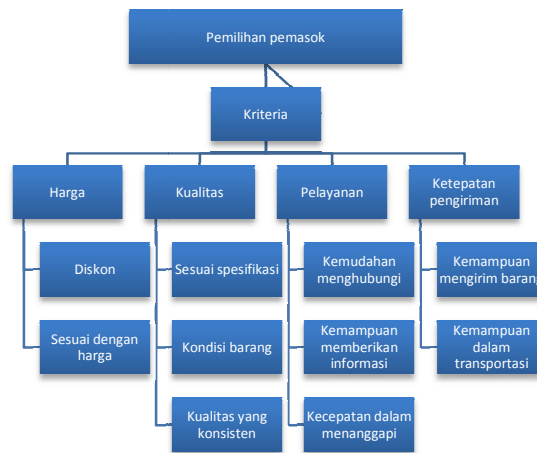 Pemilihan pemasok
Kriteria
Harga
Diskon
Sesuai dengan
harga
Kualitas
Sesuai spesifikasi
Kondisi barang
Kualitas yang
konsisten
Pelayanan
Kemudahan
menghubungi
Kemampuan
memberikan
informasi
Kecepatan dalam
menanggapi
Ketepatan
pengiriman
Kemampuan
mengirim barang
Kemampuan
dalam
transportasi